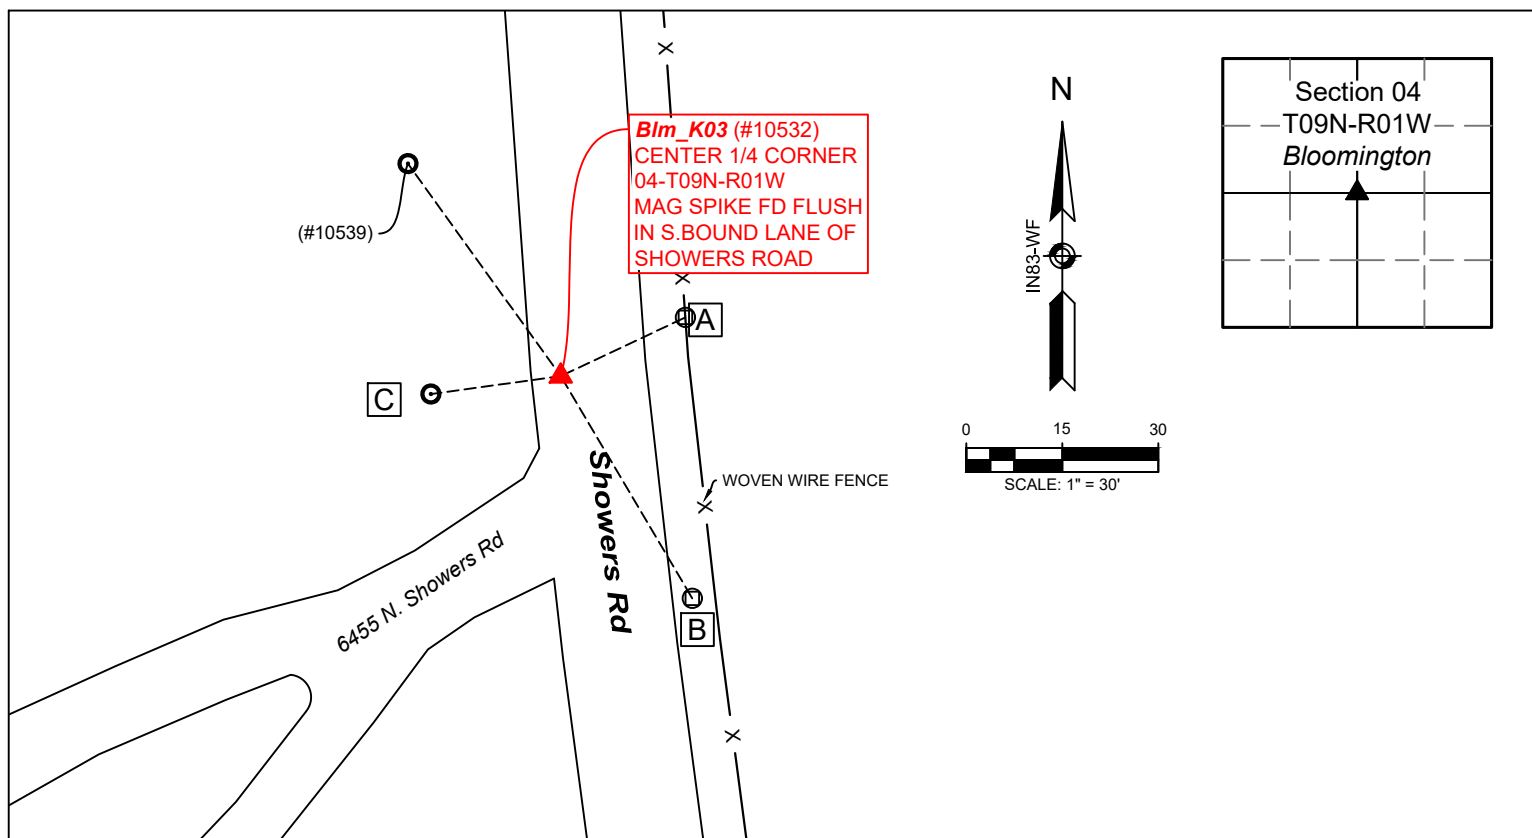 X
Blm_K03 (#10532)
CENTER 1/4 CORNER
04-T09N-R01W
MAG SPIKE FD FLUSH
IN S.BOUND LANE OF
SHOWERS ROAD
(#10539)
X
A
C
B
Showers Rd
6455 N. Showers Rd
WOVEN WIRE FENCE
X
X
N
IN83-WF
0 15 30
SCALE: 1" = 30'
Section 04
T09N-R01W
Bloomington